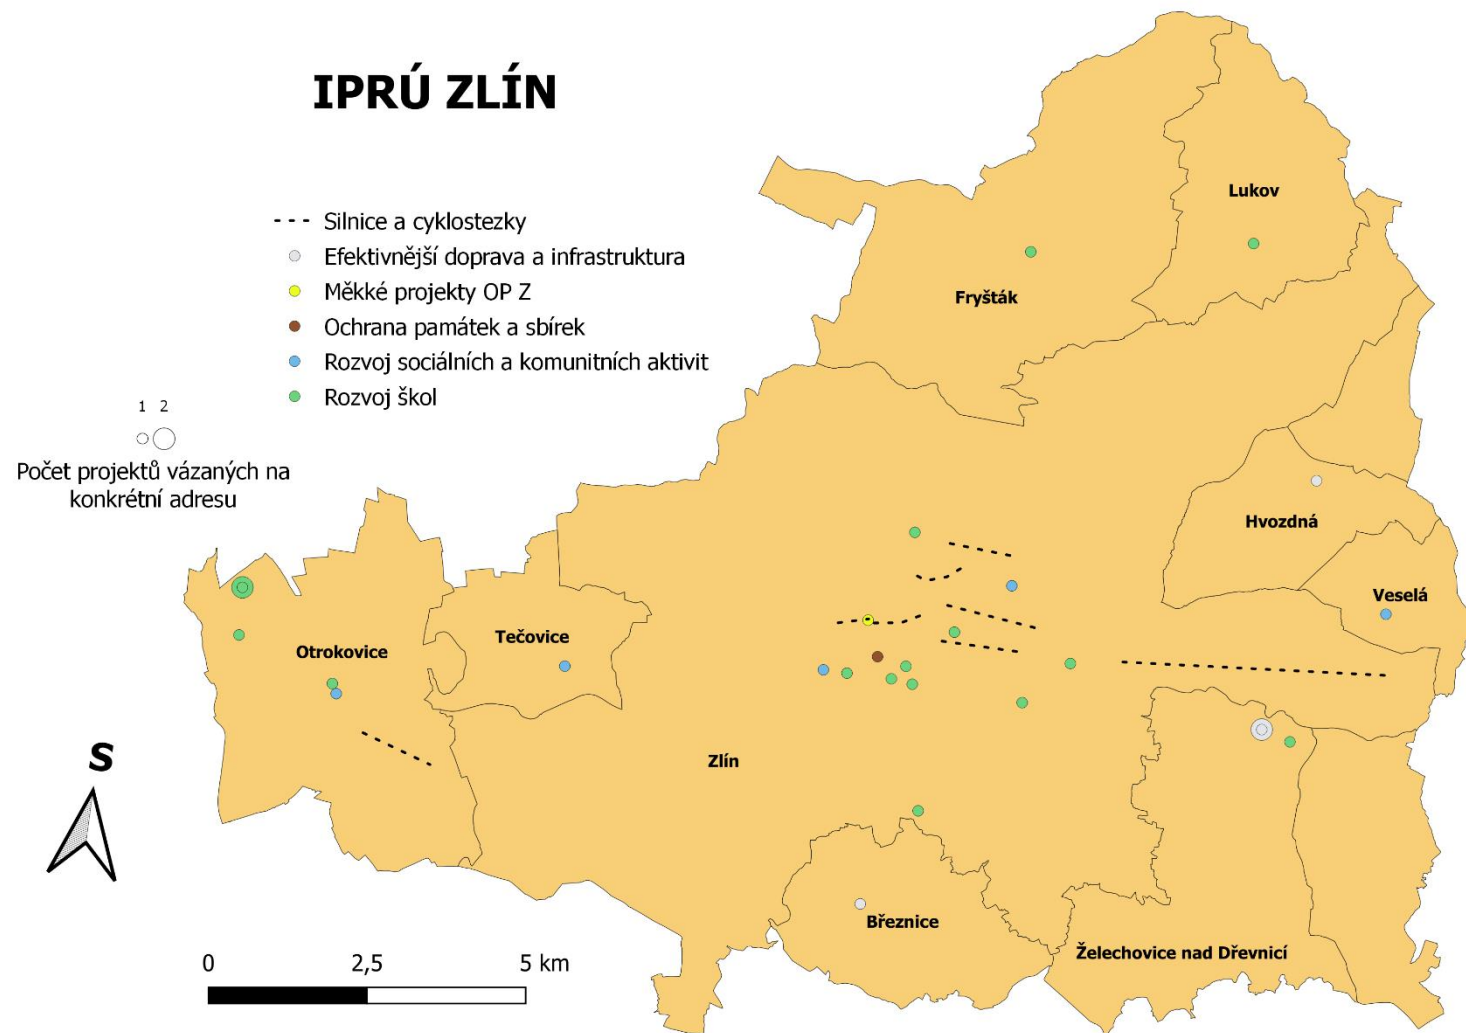 IPRÚ ZLÍN
Silnice a cyklostezky
Efektivnější doprava a infrastruktura
Měkké projekty OP Z
Ochrana památek a sbírek
Rozvoj sociálních a komunitních aktivit
Rozvoj škol
1 2
Počet projektů vázaných na
konkrétní adresu
Lukov
Fryšták
Hvozdná
Veselá
Tečovice
Otrokovice
Zlín
Březnice
Želechovice nad Dřevnicí
S
0 2,5 5 km